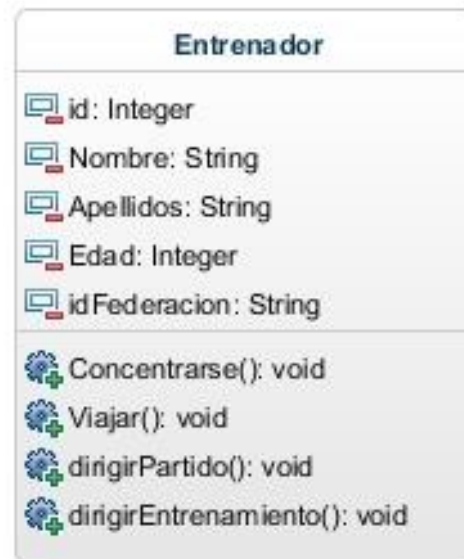 Entrenador
id: Integer
Nombre: String
Apellidos: String
Edad: Integer
idFederacion: String
Concentrarse(): void
Viajar(): void
dirigirPartido(): void
dirigirEntrenamiento(): void